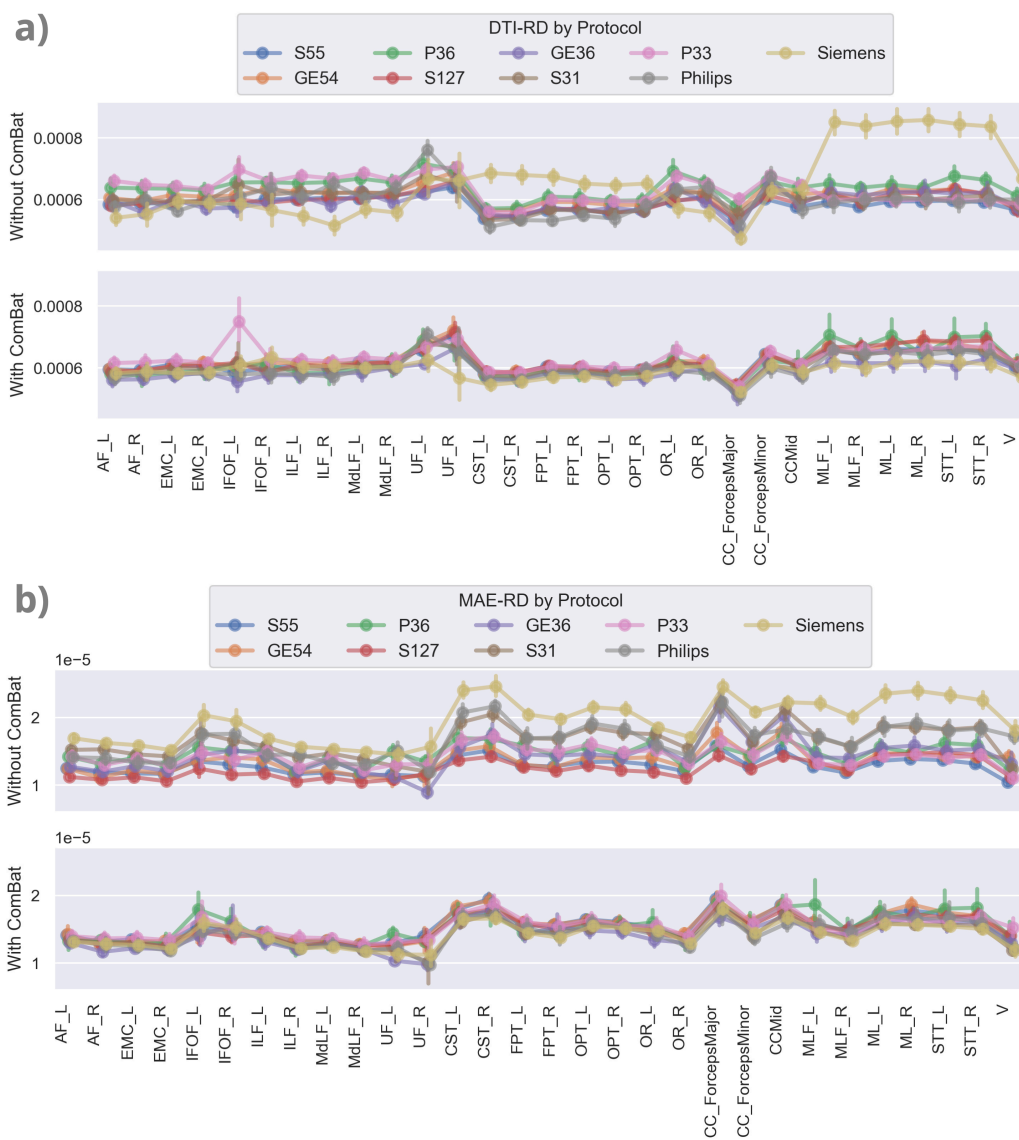 a)
DTI-RD by Protocol
S55 P36 GE36 P33 Siemens
GE54 S127 S31 Philips
Without ComBat
0.0008
0.0006
With ComBat
0.0008
0.0006
AF_L AF_R EMC_L EMC_R IFOF_L IFOF_R ILF_L ILF_R MdLF_L MdLF_R UF_L UF_R CST_L CST_R FPT_L FPT_R OPT_L OPT_R OR_L OR_R CC_ForcepsMajor CC_ForcepsMinor CCMid MLF_L MLF_R ML_L ML_R STT_L STT_R V
b)
MAE-RD by Protocol
S55 P36 GE36 P33 Siemens
GE54 S127 S31 Philips
1e−5
Without ComBat
2
1
1e−5
With ComBat
2
1
AF_L AF_R EMC_L EMC_R IFOF_L IFOF_R ILF_L ILF_R MdLF_L MdLF_R UF_L UF_R CST_L CST_R FPT_L FPT_R OPT_L OPT_R OR_L OR_R CC_ForcepsMajor CC_ForcepsMinor CCMid MLF_L MLF_R ML_L ML_R STT_L STT_R V